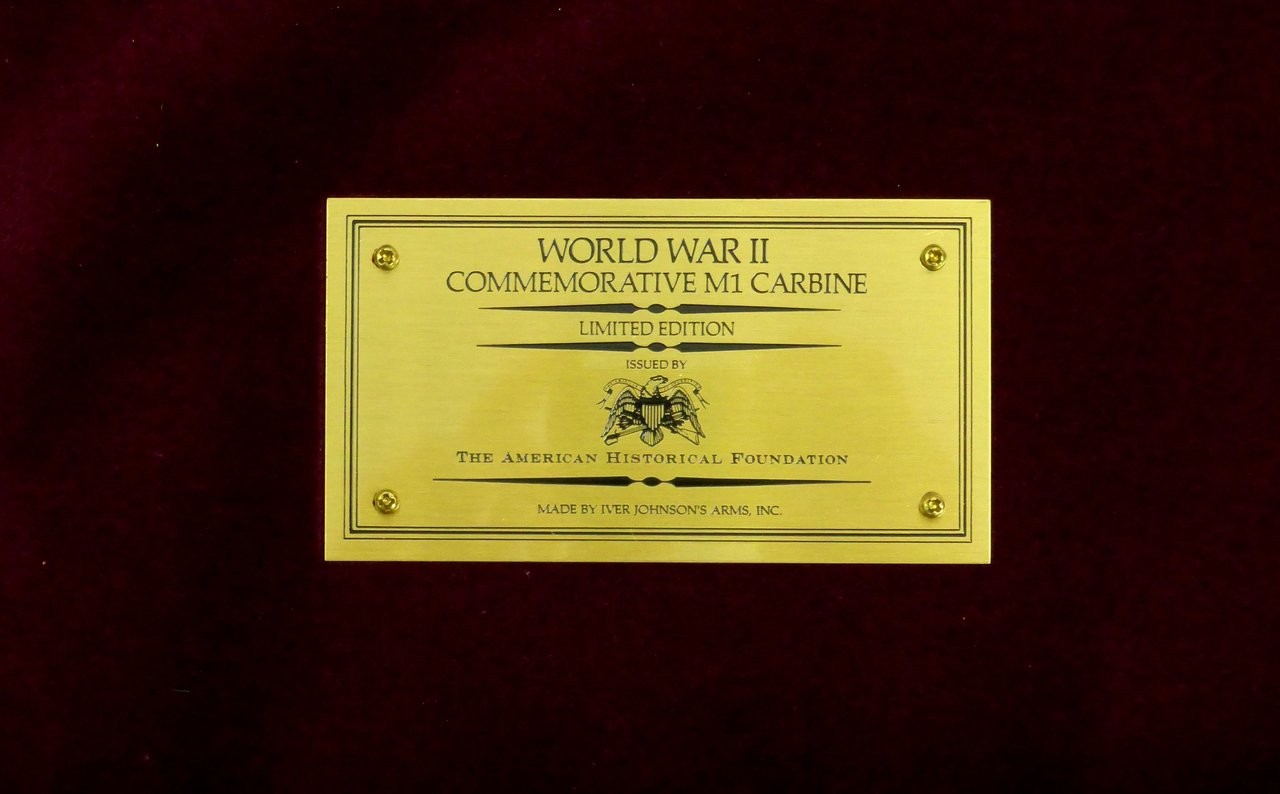 WORLD WAR II
COMMEMORATIVE M1 CARBINE
LIMITED EDITION
ISSUED BY
THE AMERICAN HISTORICAL FOUNDATION
MADE BY IVER JOHNSON'S ARMS, INC.